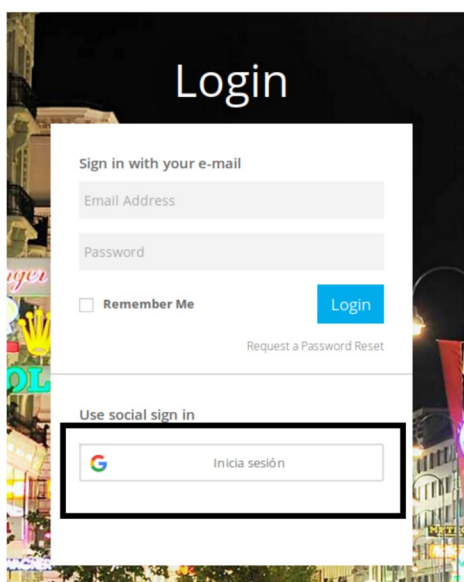 Login
Sign in with your e-mail
Email Address
Password
Remember Me
Login
Request a Password Reset
Use social sign in
Inicia sesión